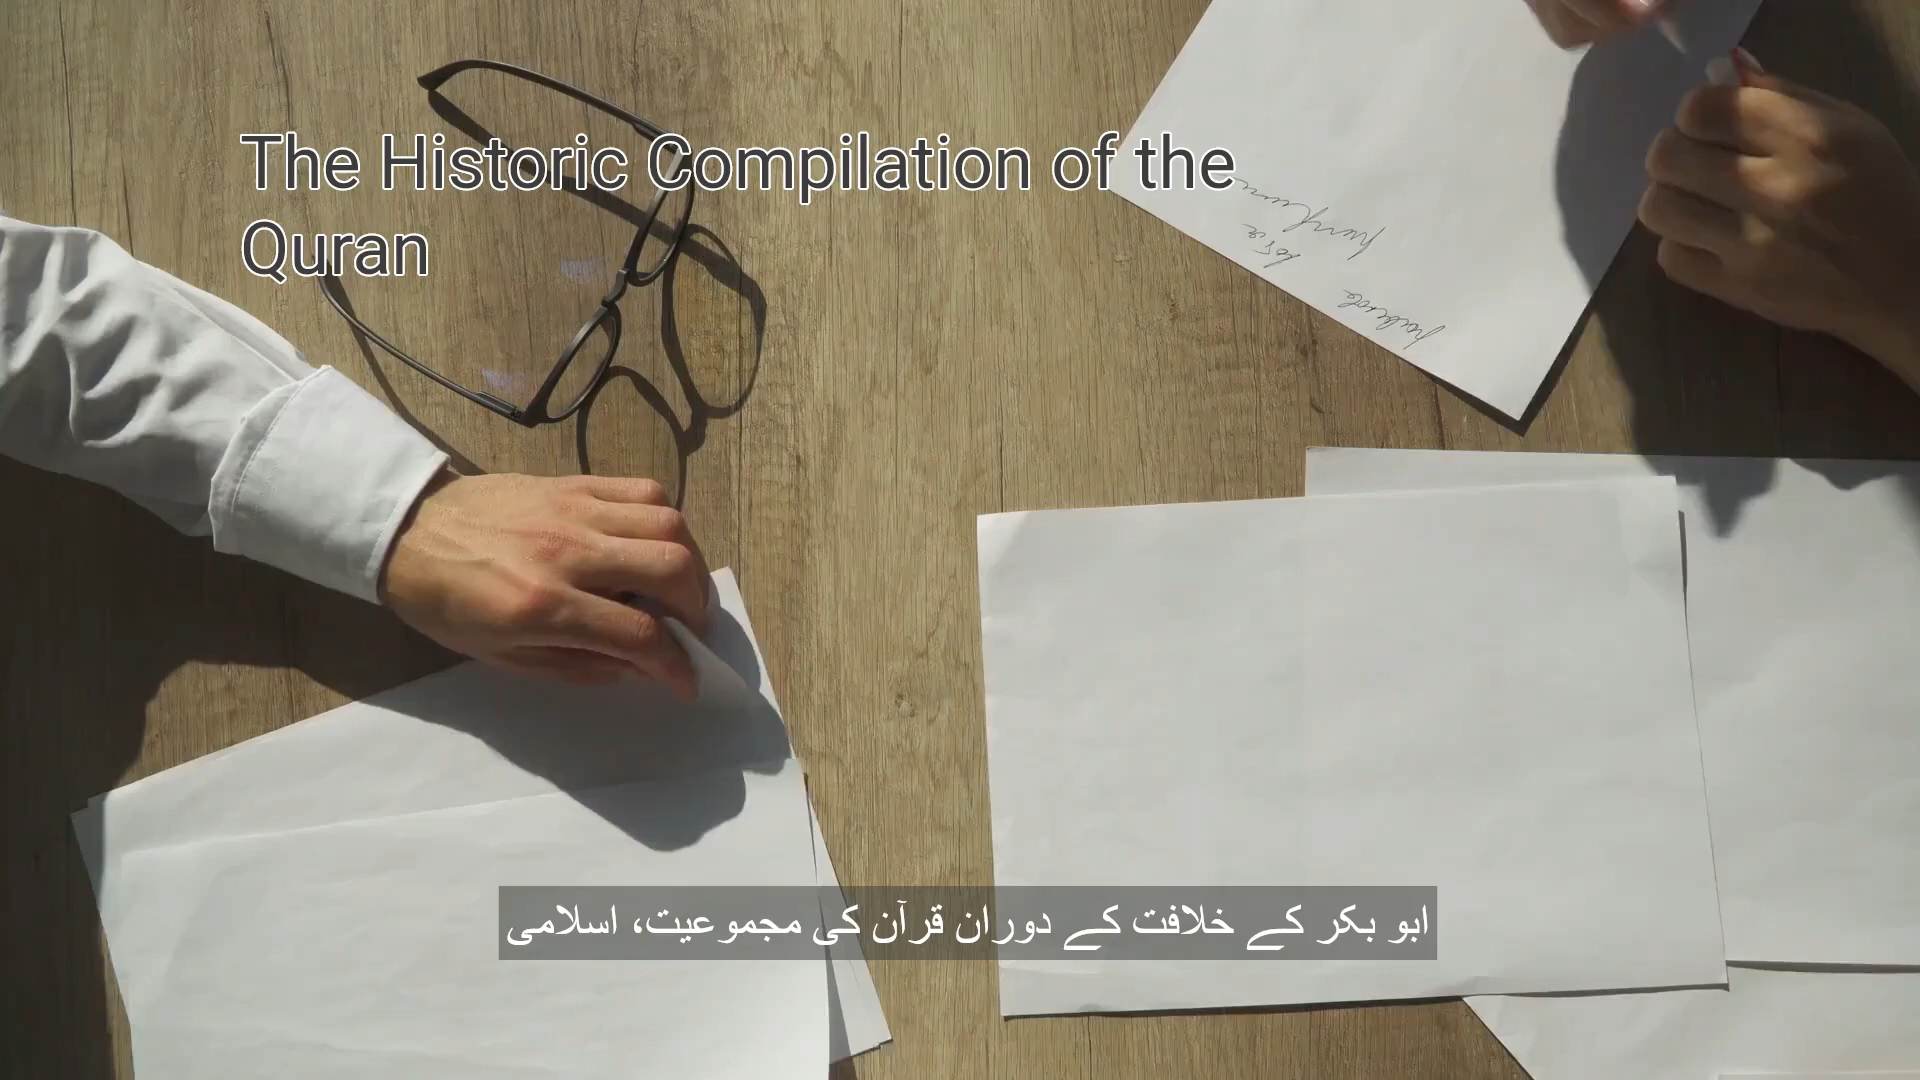 The Historic Compilation of the
Quran
ابو بکر کے خلافت کے دوران قرآن کی مجموعیت، اسلامی